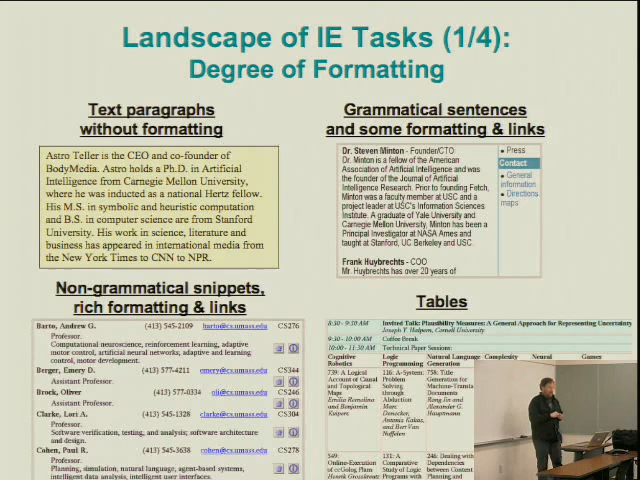 Landscape of IE Tasks (1/4):
Degree of Formatting
Text paragraphs
without formatting
Astro Teller is the CEO and co-founder of
BodyMedia. Astro holds a Ph.D. in Artificial
Intelligence from Carnegie Mellon University,
where he was inducted as a national Hertz fellow.
His M.S. in symbolic and heuristic computation
and B.S. in computer science are from Stanford
University. His work in science, literature and
business has appeared in international media from
the New York Times to CNN to NPR.
Grammatical sentences
and some formatting & links
Dr. Steven Minton - Founder/CTO
Dr. Minton is a fellow of the American
Association of Artificial Intelligence and was
the founder of the Journal of Artificial
Intelligence Research. Prior to founding Fetch,
Minton was a faculty member at USC and a
project leader at USC's Information Sciences
Institute. A graduate of Yale University and
Carnegie Mellon University, Minton has been a
Principal Investigator at NASA Ames and
taught at Stanford, UC Berkeley and USC.
Frank Huybrechts - COO
Mr. Huybrechts has over 20 years of
• Press
Contact
• General
information
• Directions
maps
Non-grammatical snippets,
rich formatting & links
Barto, Andrew G. (413) 545-2109 barto@cs.umass.edu CS276
Professor.
Computational neuroscience, reinforcement learning, adaptive
motor control, artificial neural networks, adaptive and learning
control, motor development.
Berger, Emery D. (413) 577-4211 emery@cs.umass.edu CS344
Assistant Professor.
Brock, Oliver (413) 577-0334 oli@cs.umass.edu CS246
Assistant Professor.
Clarke, Lori A. (413) 545-1328 clarke@cs.umass.edu CS304
Professor.
Software verification, testing, and analysis; software architecture
and design.
Cohen, Paul R. (413) 545-3638 cohen@cs.umass.edu CS278
Professor.
Planning, simulation, natural language, agent-based systems,
intelligent data analysis, intelligent user interfaces.
Tables
8:30 - 9:30 AM Invited Talk: Plausibility Measures: A General Approach for Representing Uncertainty
Joseph Y. Halpern, Cornell University
9:30 - 10:00 AM Coffee Break
10:00 - 11:30 AM Technical Paper Sessions:
Cognitive Robotics Logic Programming Natural Language Generation Complexity Neural Games
739: A Logical
Account of Causal
and Topological
Maps
Emilio Remolina
and Benjamin
Kuipers
116: A-System:
Problem
Solving
through
Abduction
Marc
Denecker,
Antonis Kakas,
and Bert Van
Nuffelen
758: Title
Generation for
Machine-Transla
Documents
Rong Jin and
Alexander G.
Hauptmann
549:
Online-Execution
of ccGolog Plans
Henrik Grosskreutz
131: A
Comparative
Study of Logic
Programs with
246: Dealing with
Dependencies
between Content
Planning and